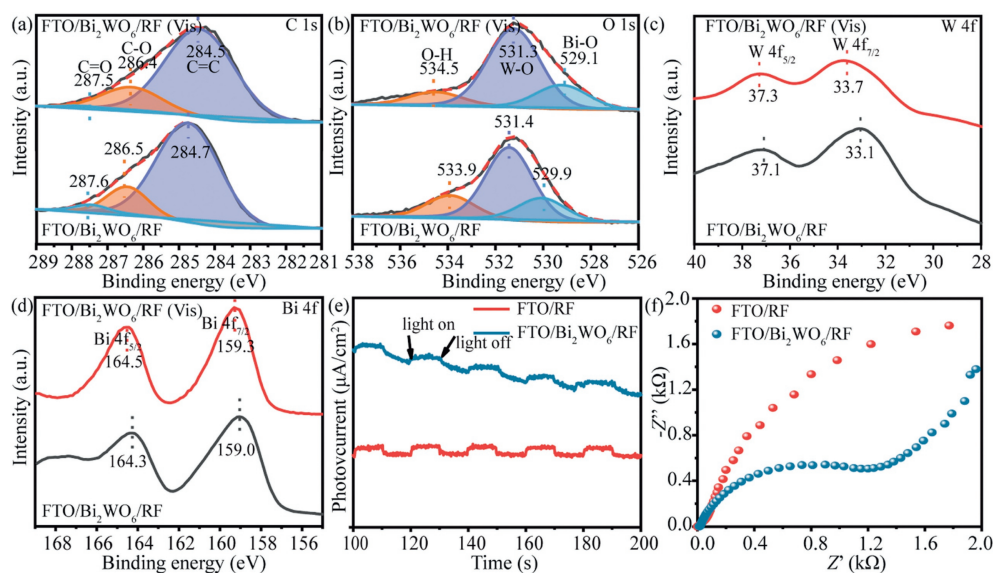 (a)
FTO/Bi₂WO₆/RF (Vis)
C 1s
C-O
286.4
C=O
287.5
284.5
C=C
286.5
287.6
284.7
FTO/Bi₂WO₆/RF
289 288 287 286 285 284 283 282 281
Binding energy (eV)
Intensity (a.u.)
(b)
FTO/Bi₂WO₆/RF (Vis)
O 1s
O-H
534.5
531.3
W-O
Bi-O
529.1
531.4
533.9
529.9
FTO/Bi₂WO₆/RF
538 536 534 532 530 528 526
Binding energy (eV)
Intensity (a.u.)
(c)
FTO/Bi₂WO₆/RF (Vis)
W 4f
W 4f₅/₂
37.3
W 4f₇/₂
33.7
37.1
33.1
FTO/Bi₂WO₆/RF
40 38 36 34 32 30 28
Binding energy (eV)
Intensity (a.u.)
(d)
FTO/Bi₂WO₆/RF (Vis)
Bi 4f
Bi 4f₅/₂
164.5
Bi 4f₇/₂
159.3
164.3
159.0
FTO/Bi₂WO₆/RF
168 166 164 162 160 158 156
Binding energy (eV)
Intensity (a.u.)
(e)
FTO/RF
FTO/Bi₂WO₆/RF
light on
light off
100 120 140 160 180 200
Time (s)
Photovcurrent (μA/cm²)
(f)
FTO/RF
FTO/Bi₂WO₆/RF
1.8
1.2
0.6
0.0
0.0 0.4 0.8 1.2 1.6 2.0
Z' (kΩ)
-Z'' (kΩ)